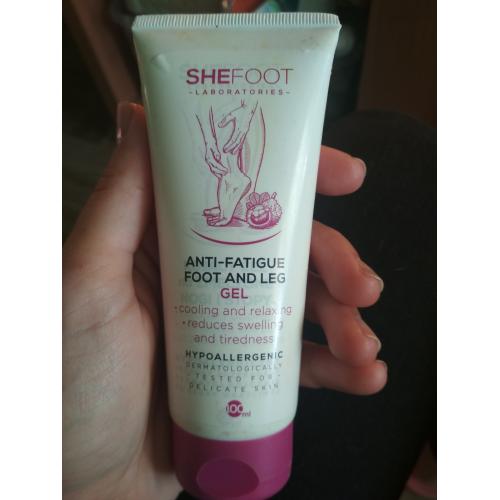 SHEFOOT
-LABORATORIES-
ANTI-FATIGUE
FOOT AND LEG
GEL
• cooling and relaxing
• reduces swelling
and tiredness
HYPOALLERGENIC
DERMATOLOGICALLY
- TESTED FOR -
DELICATE SKIN
100 ml